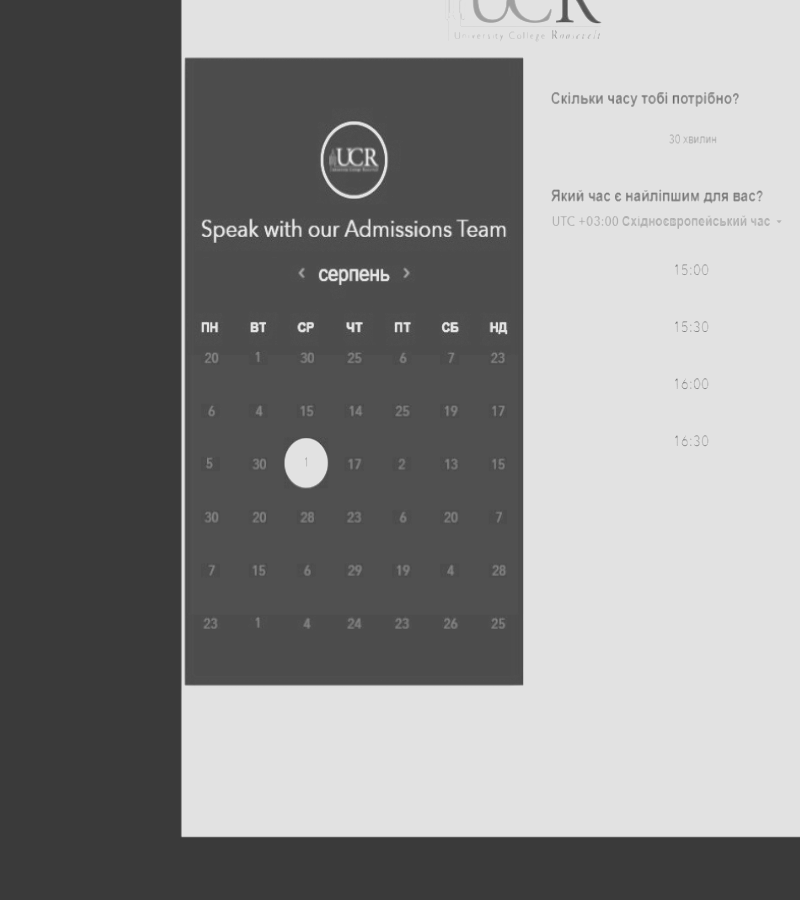 UCR
University College Roosevelt
UCR
Speak with our Admissions Team
‹ серпень ›
ПН ВТ СР ЧТ ПТ СБ НД
20 1 30 25 6 7 23
6 4 15 14 25 19 17
5 30 1 17 2 13 15
30 20 28 23 6 20 7
7 15 6 29 19 4 28
23 1 4 24 23 26 25
Скільки часу тобі потрібно?
30 хвилин
Який час є найліпшим для вас?
UTC +03:00 Східноєвропейський час
15:00
15:30
16:00
16:30